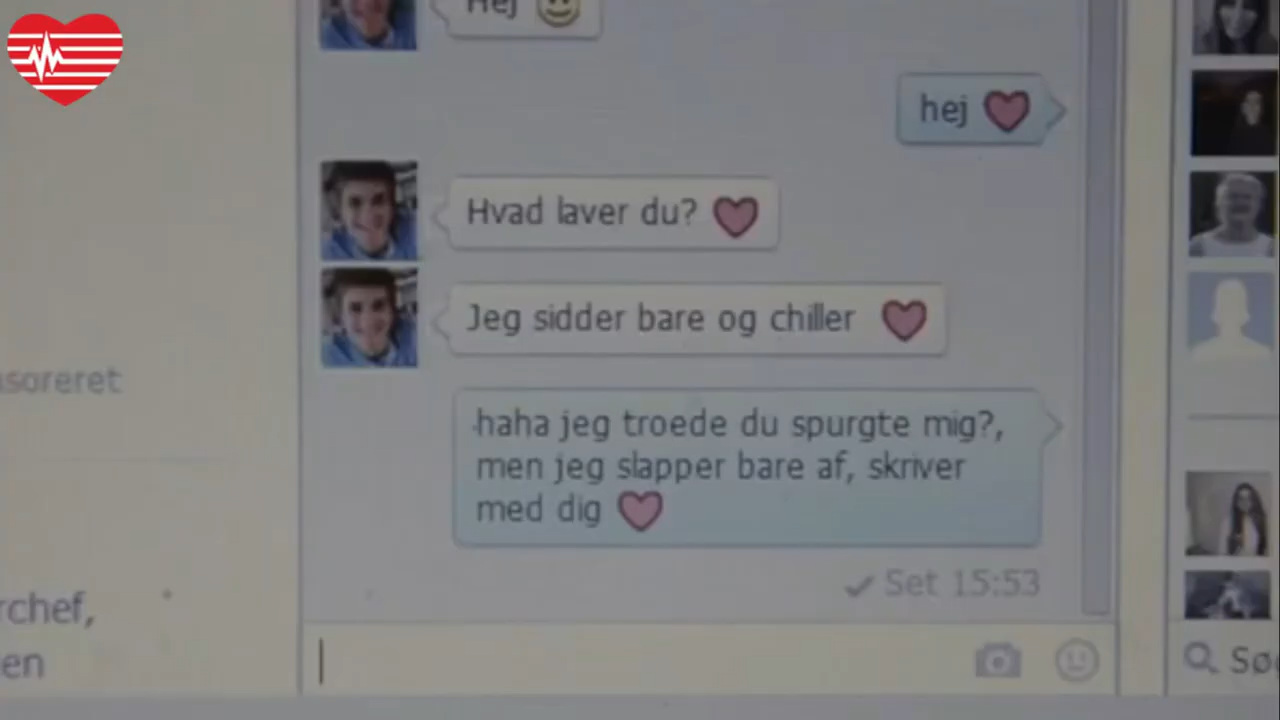 Hej
hej
Hvad laver du?
Jeg sidder bare og chiller
haha jeg troede du spurgte mig?,
men jeg slapper bare af, skriver
med dig
Set 15:53
soreret
rchef,
en
Sø